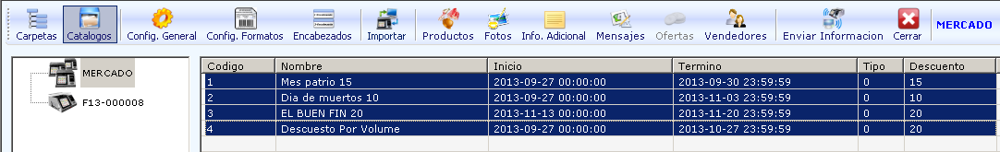 Carpetas Catalogos Config. General Config. Formatos Encabezados Importar Productos Fotos Info. Adicional Mensajes Ofertas Vendedores Enviar Informacion Cerrar MERCADO
MERCADO
F13-000008
Codigo Nombre Inicio Termino Tipo Descuento
1 Mes patrio 15 2013-09-27 00:00:00 2013-09-30 23:59:59 0 15
2 Dia de muertos 10 2013-09-27 00:00:00 2013-11-03 23:59:59 0 10
3 EL BUEN FIN 20 2013-11-13 00:00:00 2013-11-20 23:59:59 0 20
4 Descuesto Por Volume 2013-09-27 00:00:00 2013-10-27 23:59:59 0 20